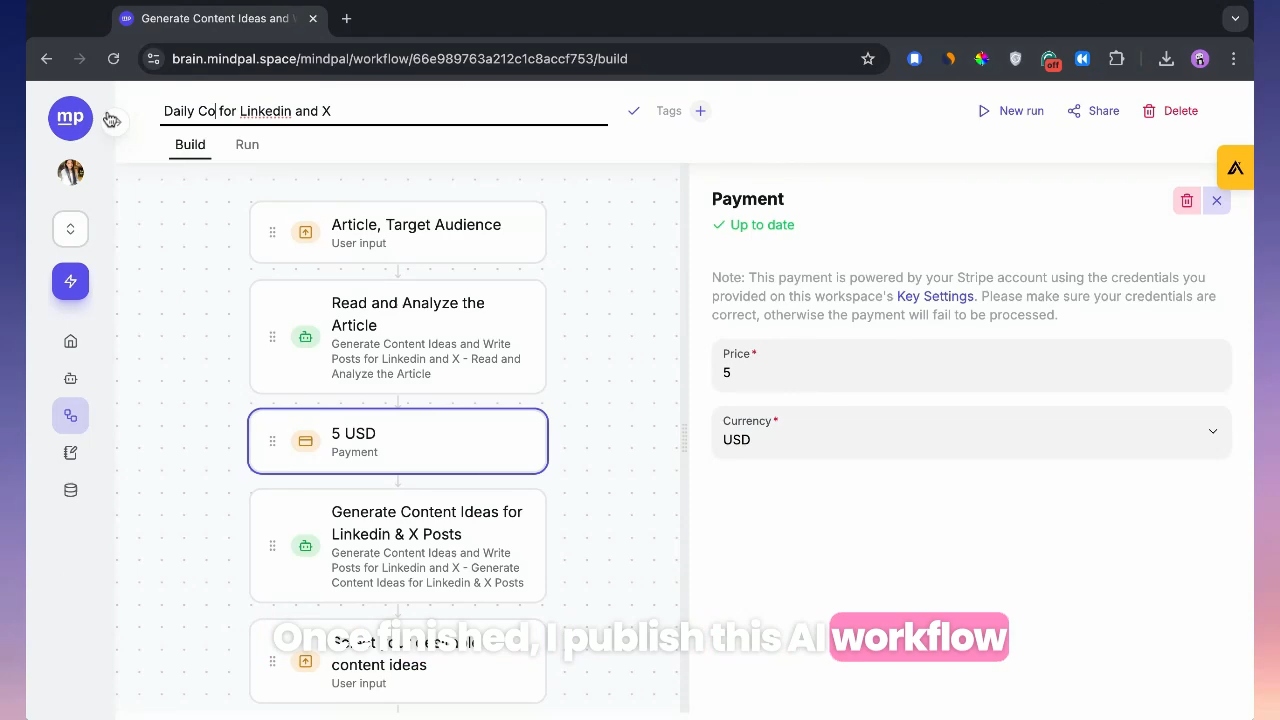 Generate Content Ideas and W
brain.mindpal.space/mindpal/workflow/66e989763a212c1c8accf753/build
off
mp
Daily Co for Linkedin and X
Tags
New run
Share
Delete
Build
Run
Article, Target Audience
User input
Read and Analyze the
Article
Generate Content Ideas and Write
Posts for Linkedin and X - Read and
Analyze the Article
5 USD
Payment
Generate Content Ideas for
Linkedin & X Posts
Generate Content Ideas and Write
Posts for Linkedin and X - Generate
Content Ideas for Linkedin & X Posts
content ideas
User input
Payment
Up to date
Note: This payment is powered by your Stripe account using the credentials you
provided on this workspace's Key Settings. Please make sure your credentials are
correct, otherwise the payment will fail to be processed.
Price*
5
Currency*
USD
Once finished, I publish this AI workflow